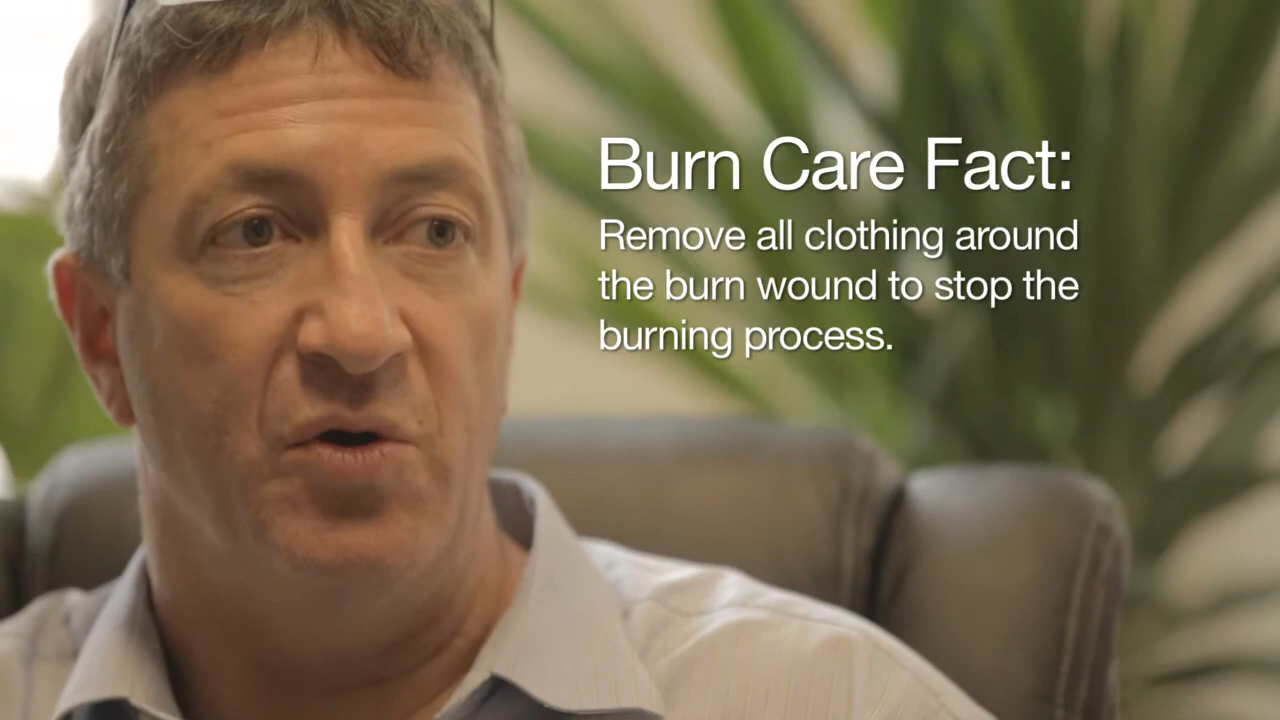 Burn Care Fact:
Remove all clothing around
the burn wound to stop the
burning process.